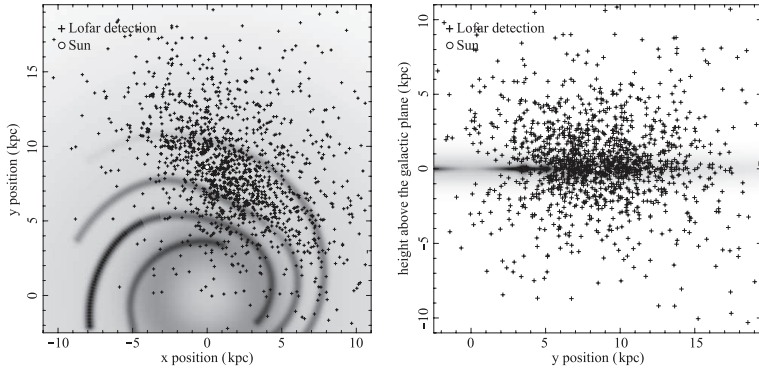 + Lofar detection
○ Sun
y position (kpc)
0 5 10 15
−10 −5 0 5 10
x position (kpc)
+ Lofar detection
○ Sun
height above the galactic plane (kpc)
−10 −5 0 5 10
0 5 10 15
y position (kpc)